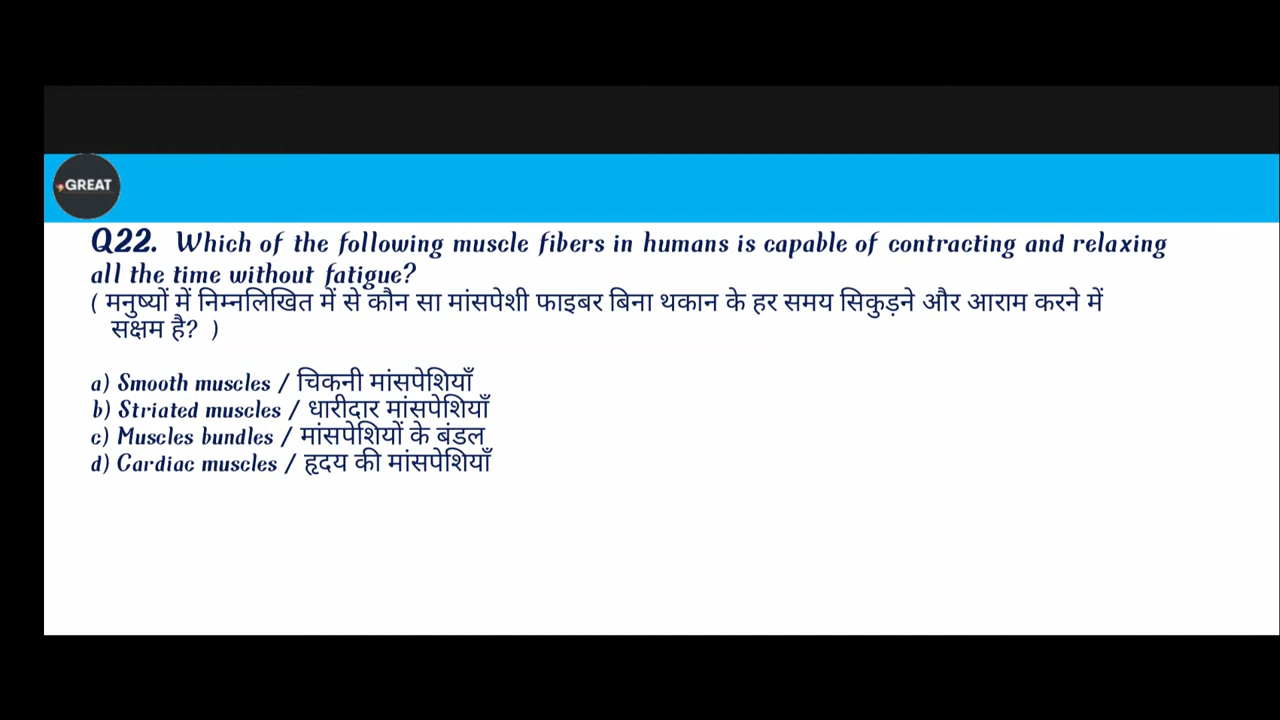 GREAT
Q22. Which of the following muscle fibers in humans is capable of contracting and relaxing
all the time without fatigue?
( मनुष्यों में निम्नलिखित में से कौन सा मांसपेशी फाइबर बिना थकान के हर समय सिकुड़ने और आराम करने में
सक्षम है? )
a) Smooth muscles / चिकनी मांसपेशियाँ
b) Striated muscles / धारीदार मांसपेशियाँ
c) Muscles bundles / मांसपेशियों के बंडल
d) Cardiac muscles / हृदय की मांसपेशियाँ